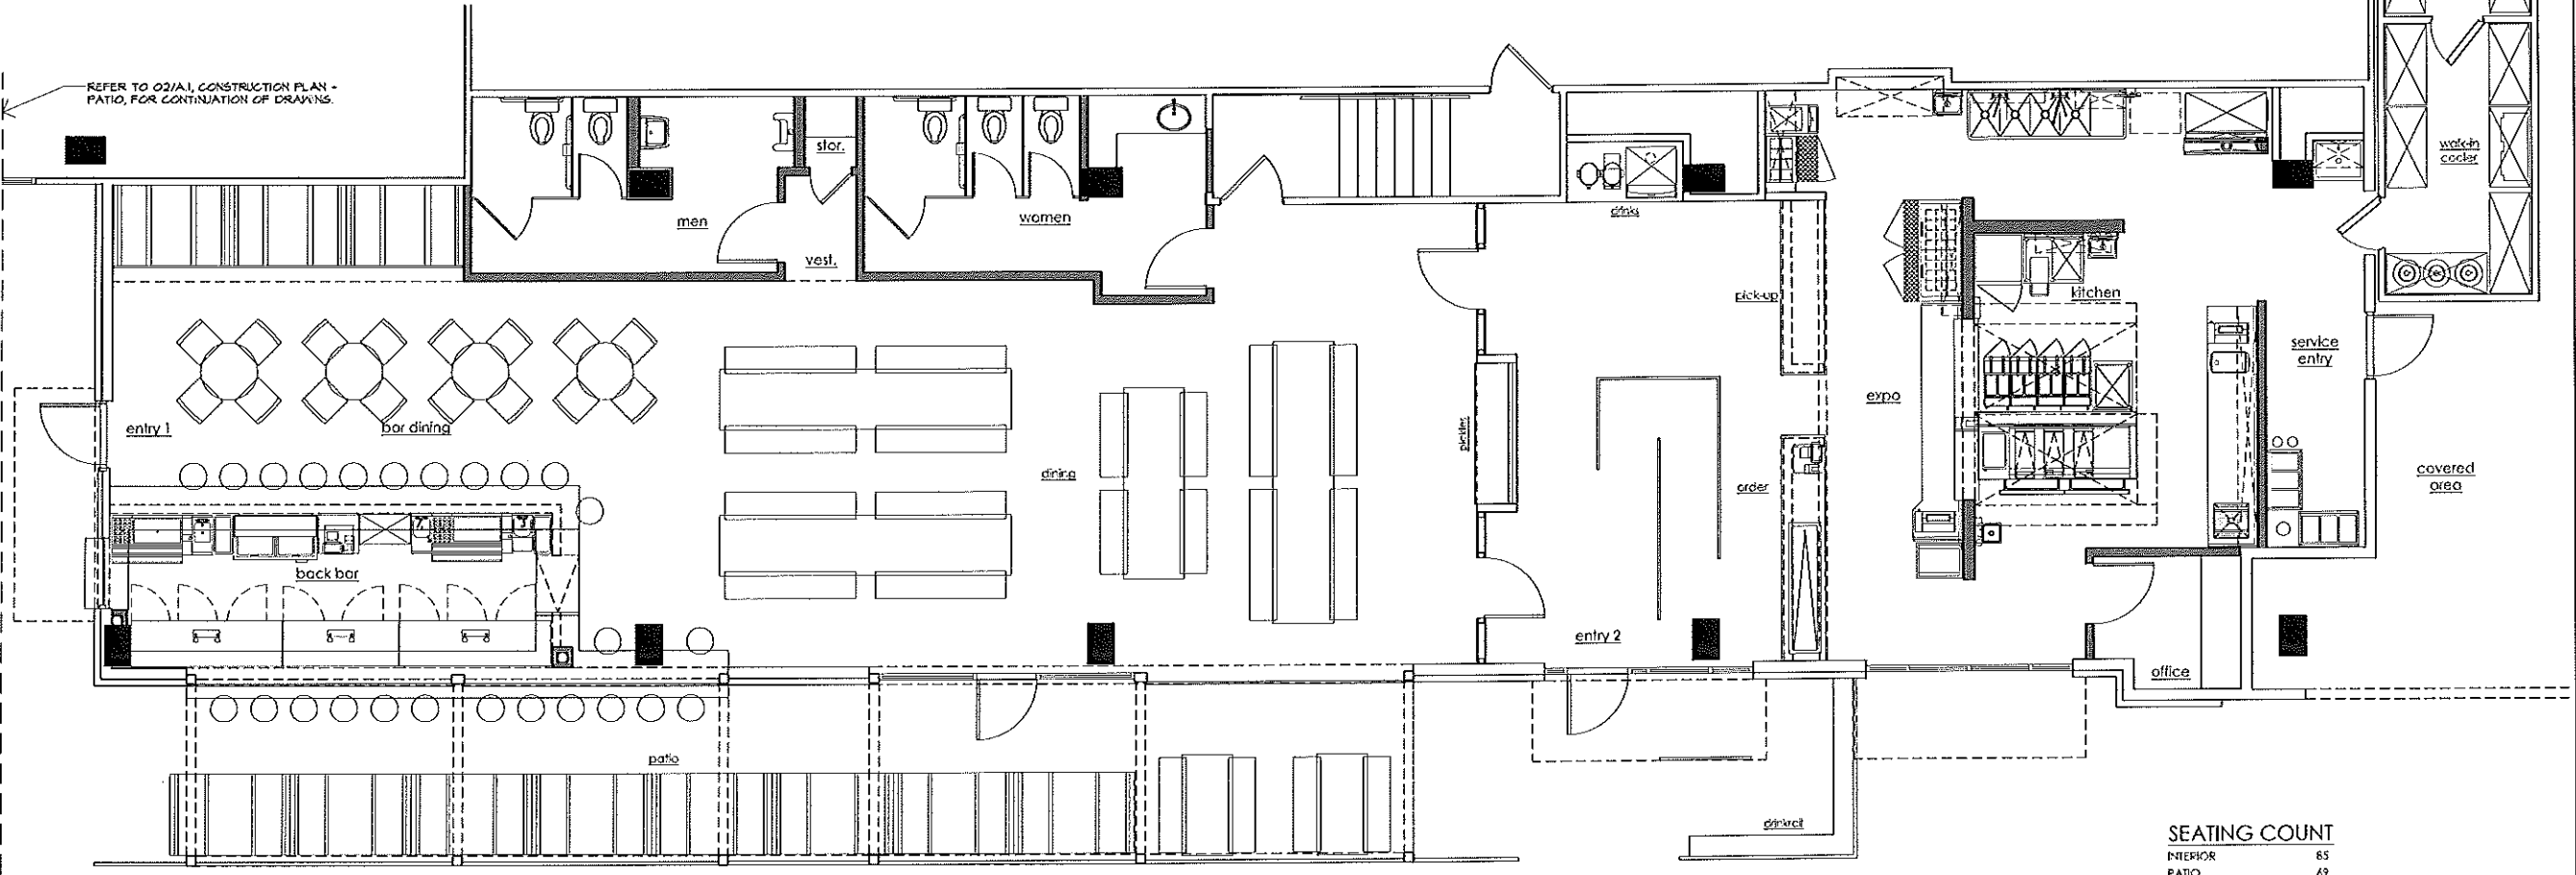 REFER TO 02/A.1, CONSTRUCTION PLAN -
PATIO, FOR CONTINUATION OF DRAWINGS.
stor.
walk-in
cooler
men
women
drinks
vest.
pick-up
kitchen
service
entry
entry 1
bar dining
expo
dining
order
covered
area
back bar
entry 2
office
patio
drinkrail
SEATING COUNT
INTERIOR 85
PATIO 69